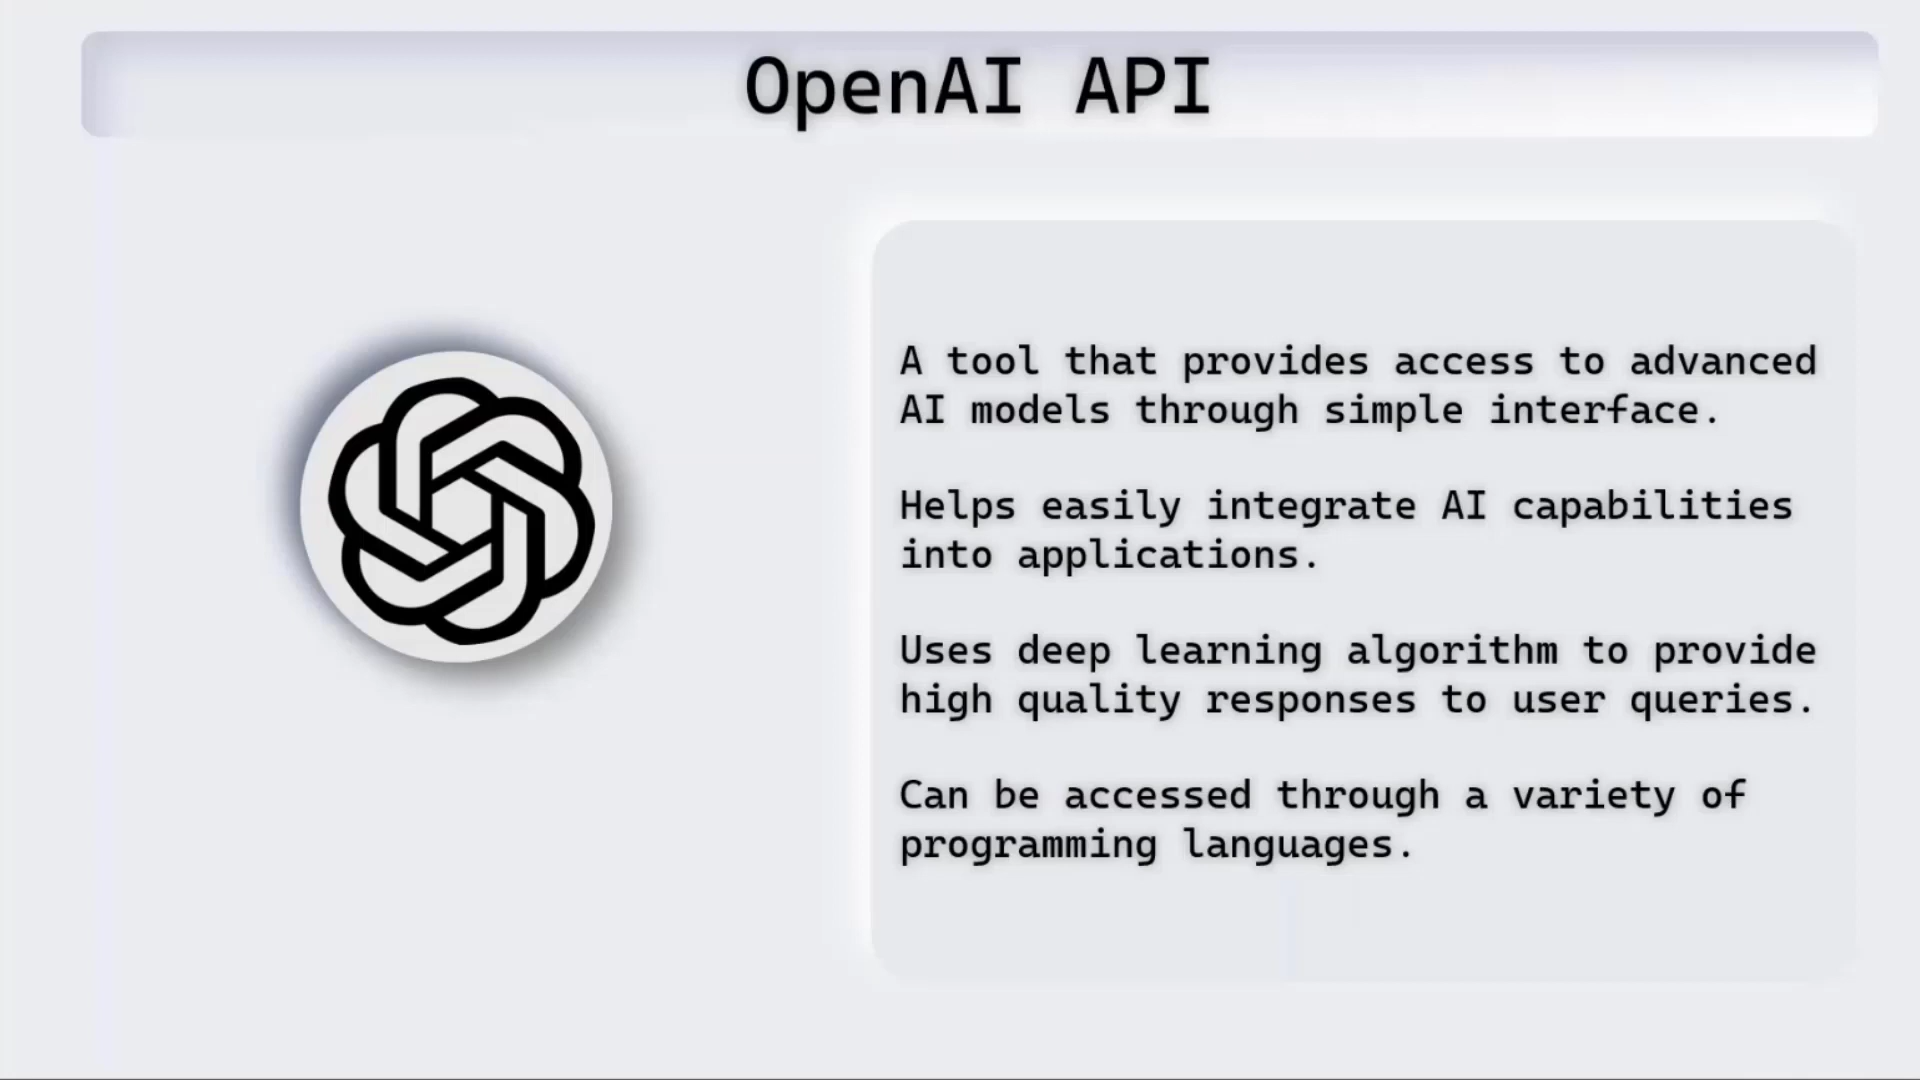 OpenAI API
A tool that provides access to advanced
AI models through simple interface.
Helps easily integrate AI capabilities
into applications.
Uses deep learning algorithm to provide
high quality responses to user queries.
Can be accessed through a variety of
programming languages.